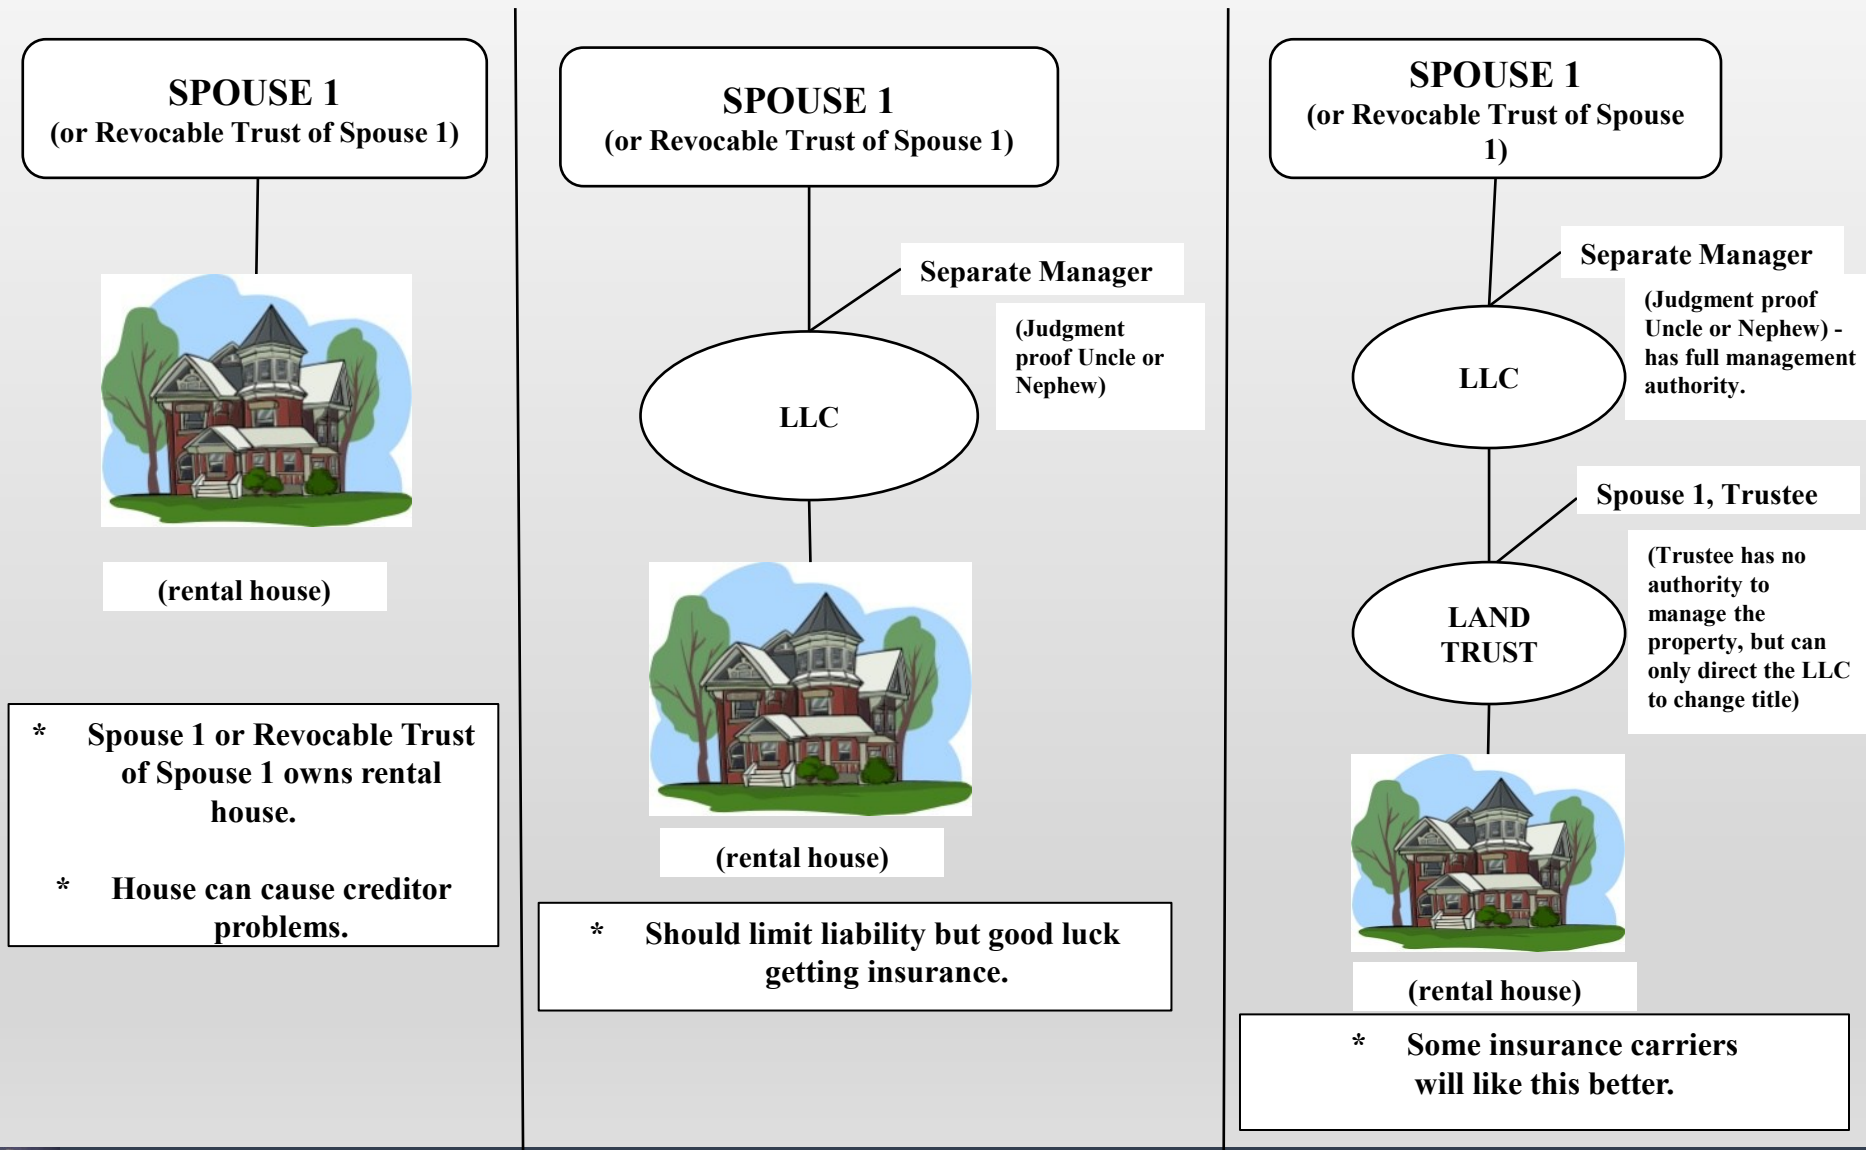 SPOUSE 1
(or Revocable Trust of Spouse 1)
(rental house)
* Spouse 1 or Revocable Trust
of Spouse 1 owns rental
house.
* House can cause creditor
problems.
SPOUSE 1
(or Revocable Trust of Spouse 1)
Separate Manager
(Judgment
proof Uncle or
Nephew)
LLC
(rental house)
* Should limit liability but good luck
getting insurance.
SPOUSE 1
(or Revocable Trust of Spouse
1)
Separate Manager
(Judgment proof
Uncle or Nephew) -
has full management
authority.
LLC
Spouse 1, Trustee
(Trustee has no
authority to
manage the
property, but can
only direct the LLC
to change title)
LAND
TRUST
(rental house)
* Some insurance carriers
will like this better.